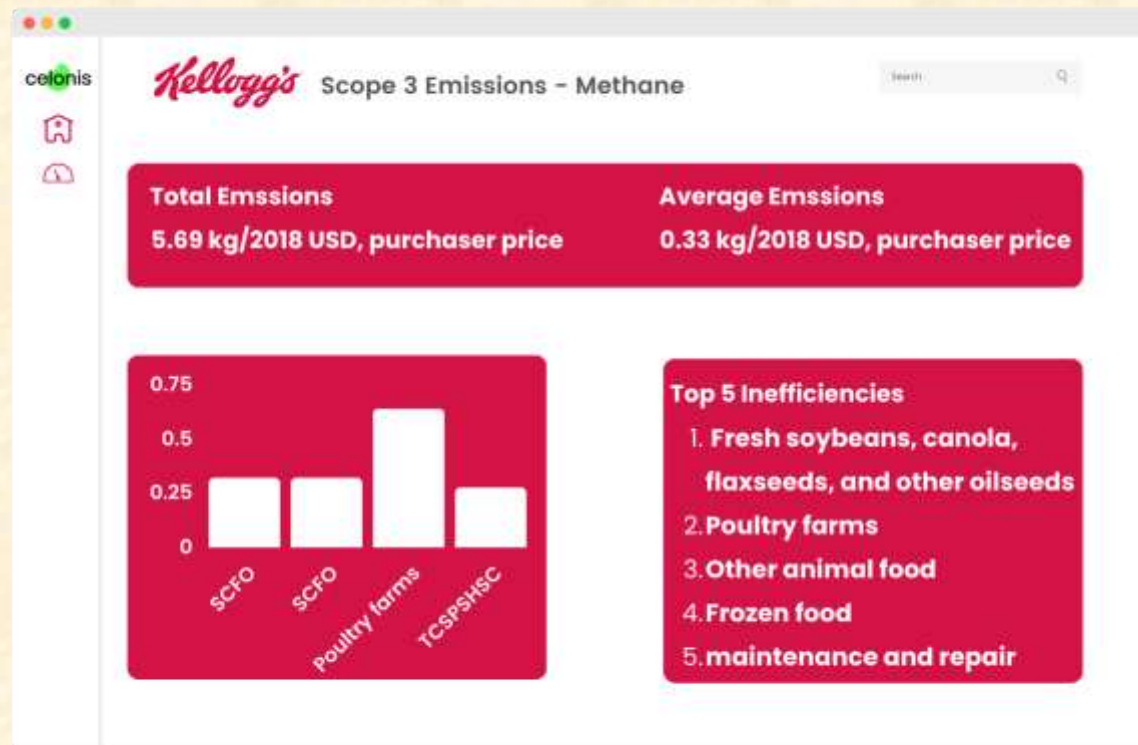 celonis
Kellogg's
Scope 3 Emissions - Methane
Search
Total Emssions
5.69 kg/2018 USD, purchaser price
Average Emssions
0.33 kg/2018 USD, purchaser price
0.75
0.5
0.25
0
SCFO
SCFO
Poultry farms
TCSPSHSC
Top 5 Inefficiencies
1. Fresh soybeans, canola,
flaxseeds, and other oilseeds
2.Poultry farms
3.Other animal food
4.Frozen food
5.maintenance and repair